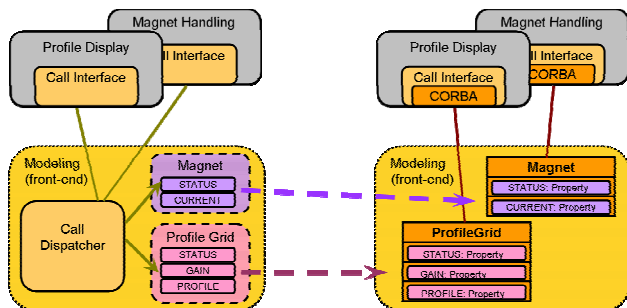 Magnet Handling
Profile Display
Call Interface
Call Interface
Modeling
(front-end)
Call
Dispatcher
Magnet
STATUS
CURRENT
Profile Grid
STATUS
GAIN
PROFILE
Magnet Handling
Profile Display
Call Interface
CORBA
Call Interface
CORBA
Modeling
(front-end)
Magnet
STATUS: Property
CURRENT: Property
ProfileGrid
STATUS: Property
GAIN: Property
PROFILE: Property